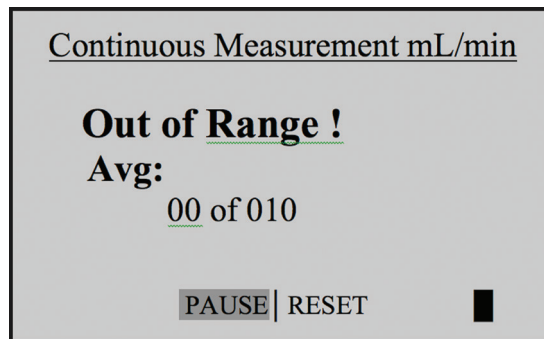 Continuous Measurement mL/min
Out of Range !
Avg:
00 of 010
PAUSE| RESET